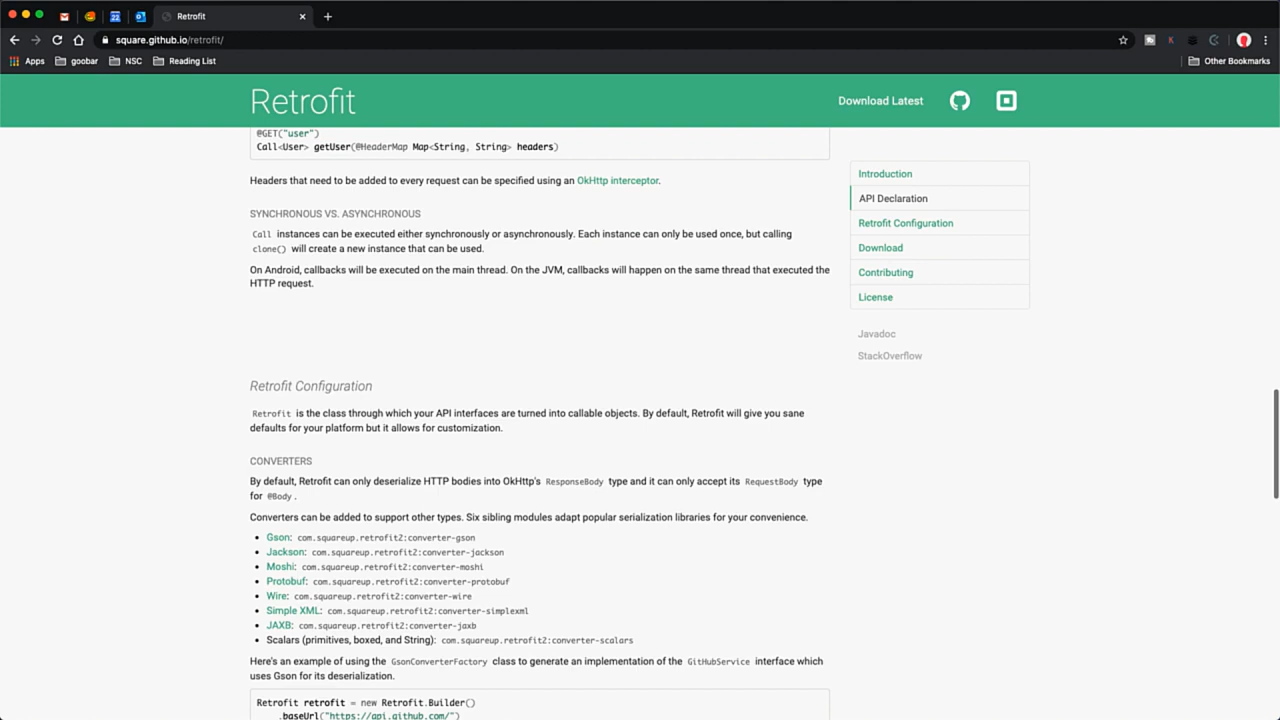 Retrofit
square.github.io/retrofit/
Apps goobar NSC Reading List Other Bookmarks
Retrofit
Download Latest
@GET("user")
Call<User> getUser(@HeaderMap Map<String, String> headers)
Headers that need to be added to every request can be specified using an OkHttp interceptor.
SYNCHRONOUS VS. ASYNCHRONOUS
Call instances can be executed either synchronously or asynchronously. Each instance can only be used once, but calling
clone() will create a new instance that can be used.
On Android, callbacks will be executed on the main thread. On the JVM, callbacks will happen on the same thread that executed the
HTTP request.
Retrofit Configuration
Retrofit is the class through which your API interfaces are turned into callable objects. By default, Retrofit will give you sane
defaults for your platform but it allows for customization.
CONVERTERS
By default, Retrofit can only deserialize HTTP bodies into OkHttp's ResponseBody type and it can only accept its RequestBody type
for @Body.
Converters can be added to support other types. Six sibling modules adapt popular serialization libraries for your convenience.
• Gson: com.squareup.retrofit2:converter-gson
• Jackson: com.squareup.retrofit2:converter-jackson
• Moshi: com.squareup.retrofit2:converter-moshi
• Protobuf: com.squareup.retrofit2:converter-protobuf
• Wire: com.squareup.retrofit2:converter-wire
• Simple XML: com.squareup.retrofit2:converter-simplexml
• JAXB: com.squareup.retrofit2:converter-jaxb
• Scalars (primitives, boxed, and String): com.squareup.retrofit2:converter-scalars
Here's an example of using the GsonConverterFactory class to generate an implementation of the GitHubService interface which
uses Gson for its deserialization.
Retrofit retrofit = new Retrofit.Builder()
.baseUrl("https://api.github.com/")
Introduction
API Declaration
Retrofit Configuration
Download
Contributing
License
Javadoc
StackOverflow